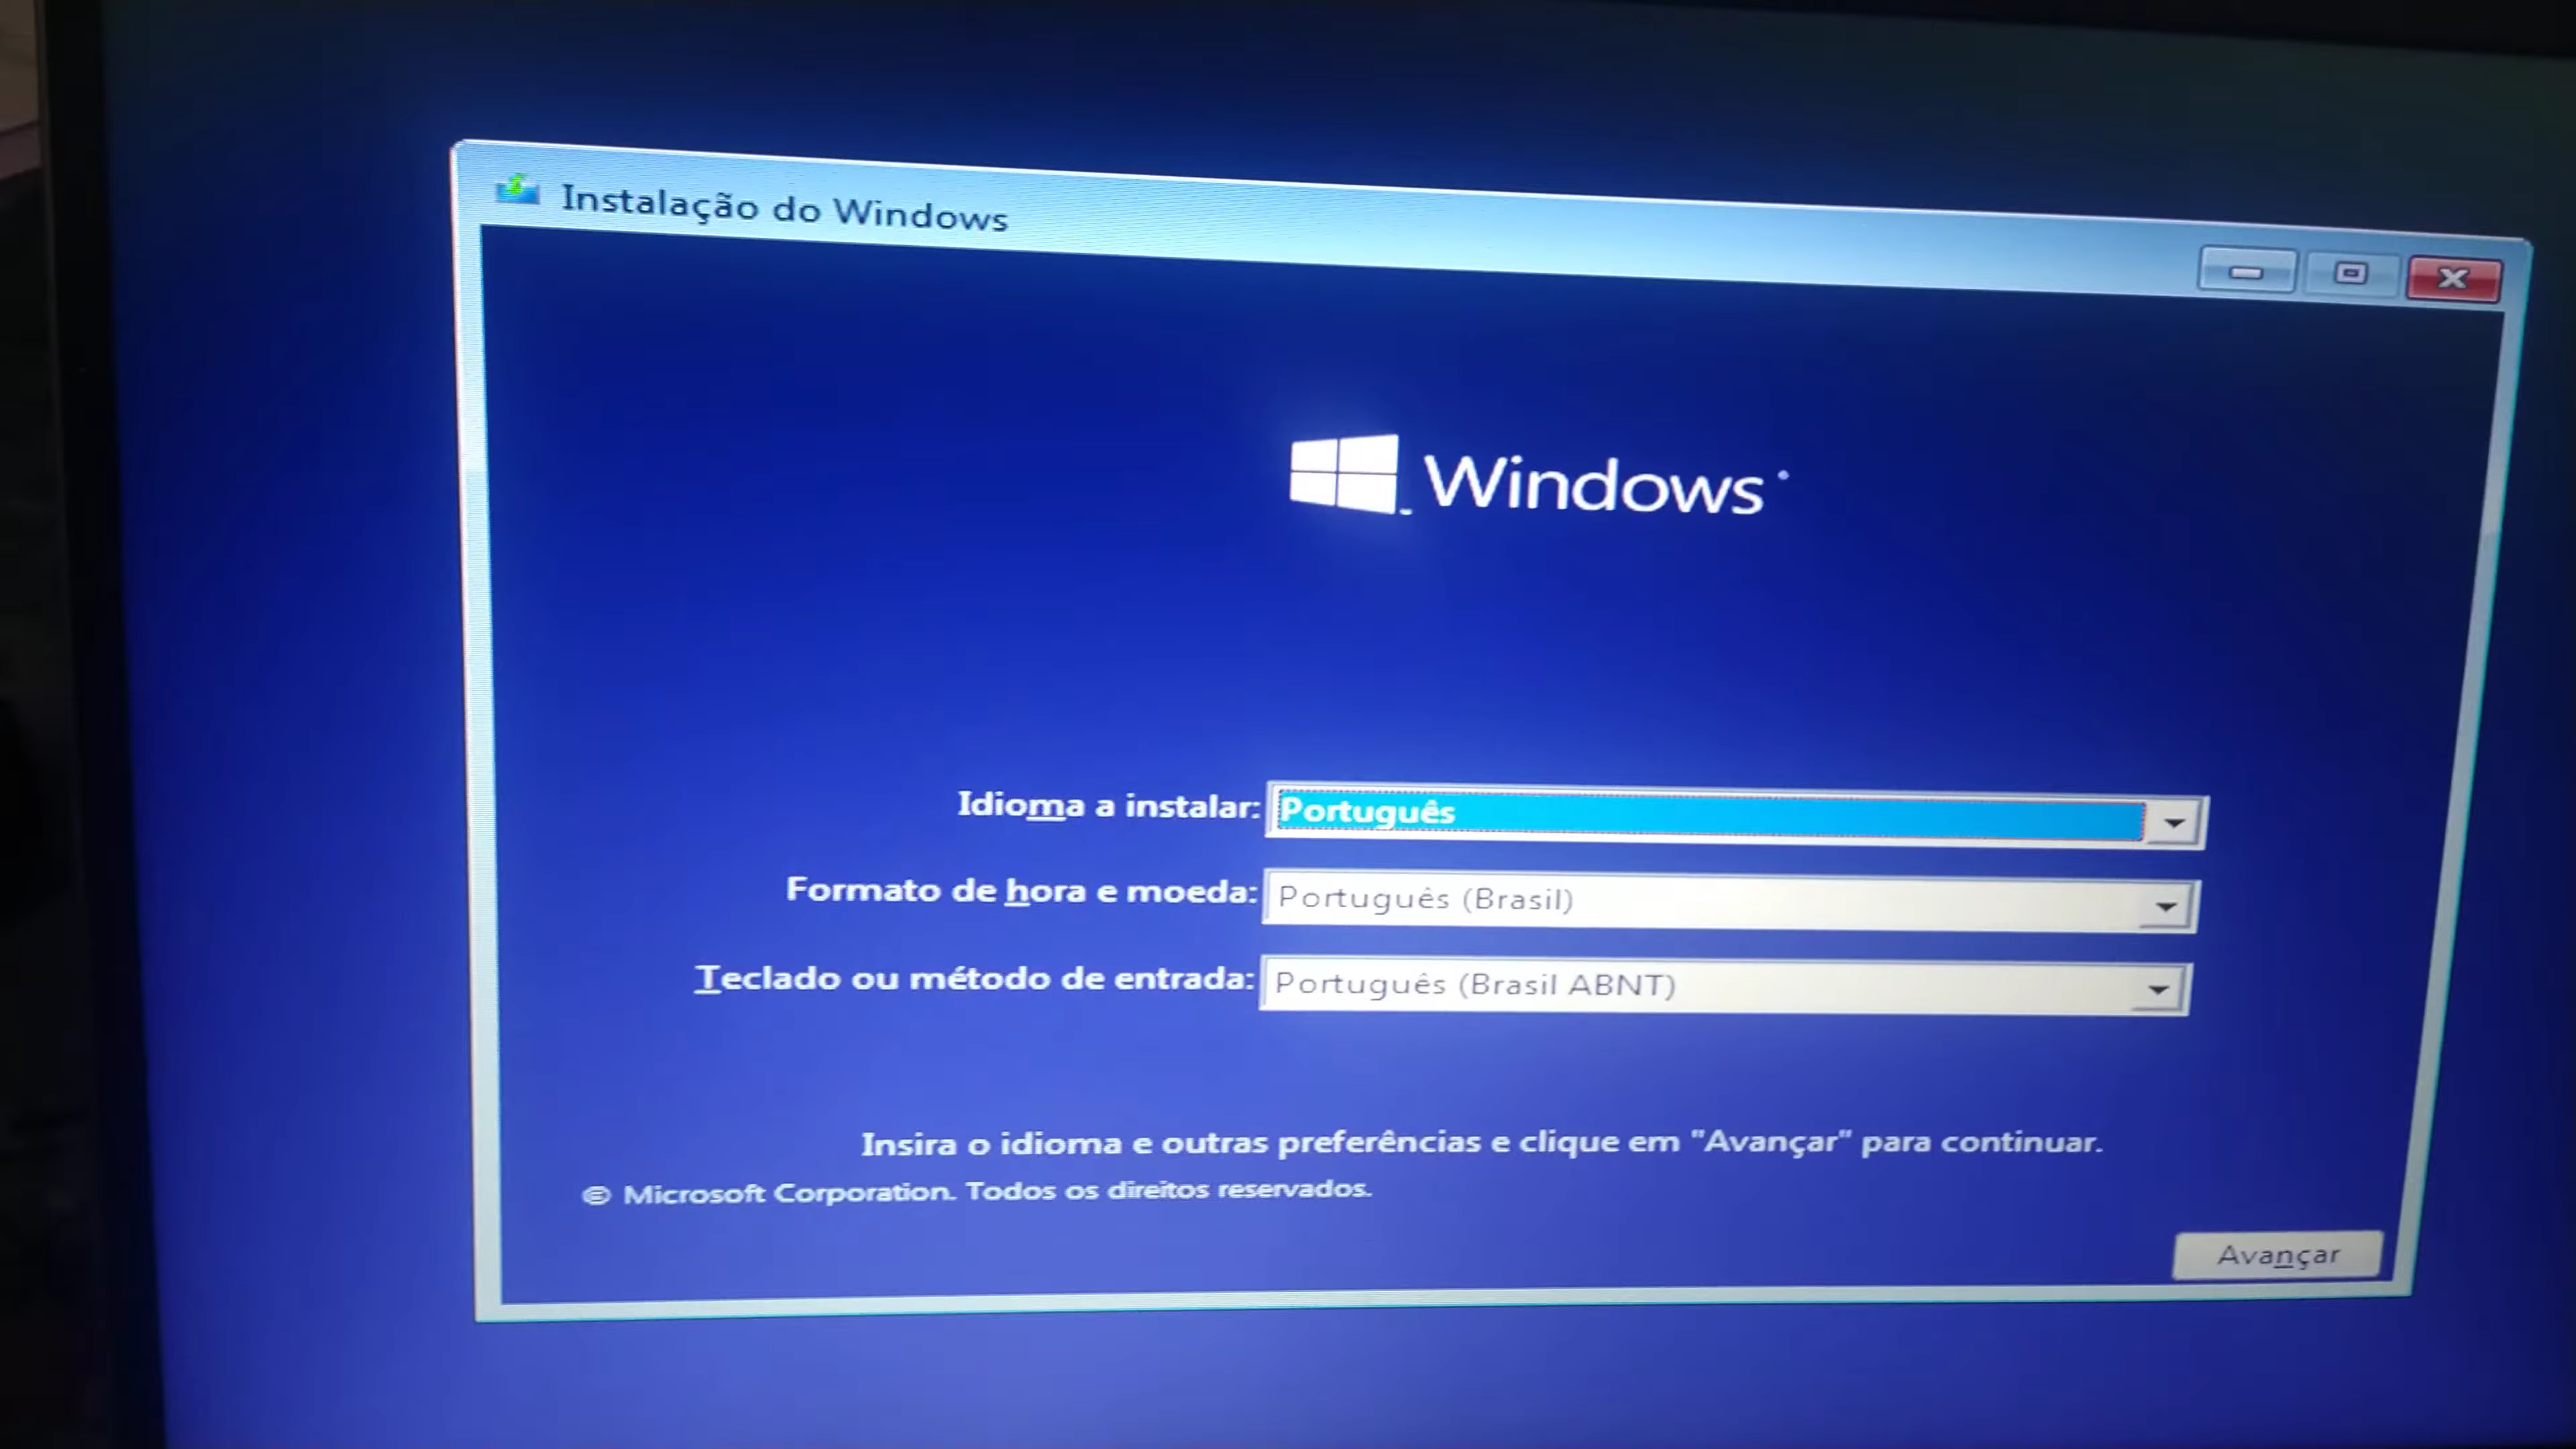 Instalação do Windows
Windows
Idioma a instalar: Português
Formato de hora e moeda: Português (Brasil)
Teclado ou método de entrada: Português (Brasil ABNT)
Insira o idioma e outras preferências e clique em "Avançar" para continuar.
© Microsoft Corporation. Todos os direitos reservados.
Avançar